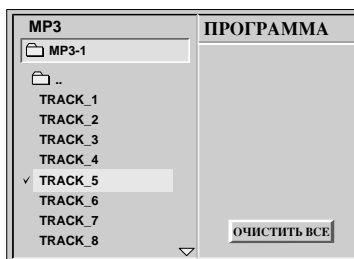 MP3
MP3-1
..
TRACK_1
TRACK_2
TRACK_3
TRACK_4
✓ TRACK_5
TRACK_6
TRACK_7
TRACK_8
ПРОГРАММА
ОЧИСТИТЬ ВСЕ